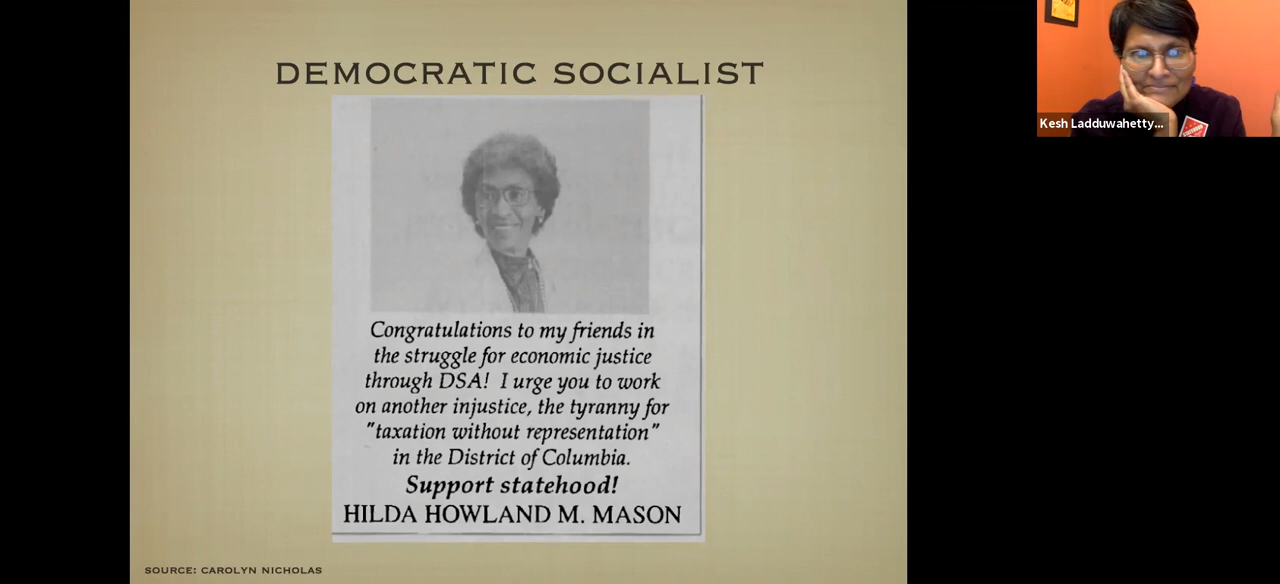 DEMOCRATIC SOCIALIST
Congratulations to my friends in
the struggle for economic justice
through DSA! I urge you to work
on another injustice, the tyranny for
"taxation without representation"
in the District of Columbia.
Support statehood!
HILDA HOWLAND M. MASON
SOURCE: CAROLYN NICHOLAS
Kesh Ladduwahetty...